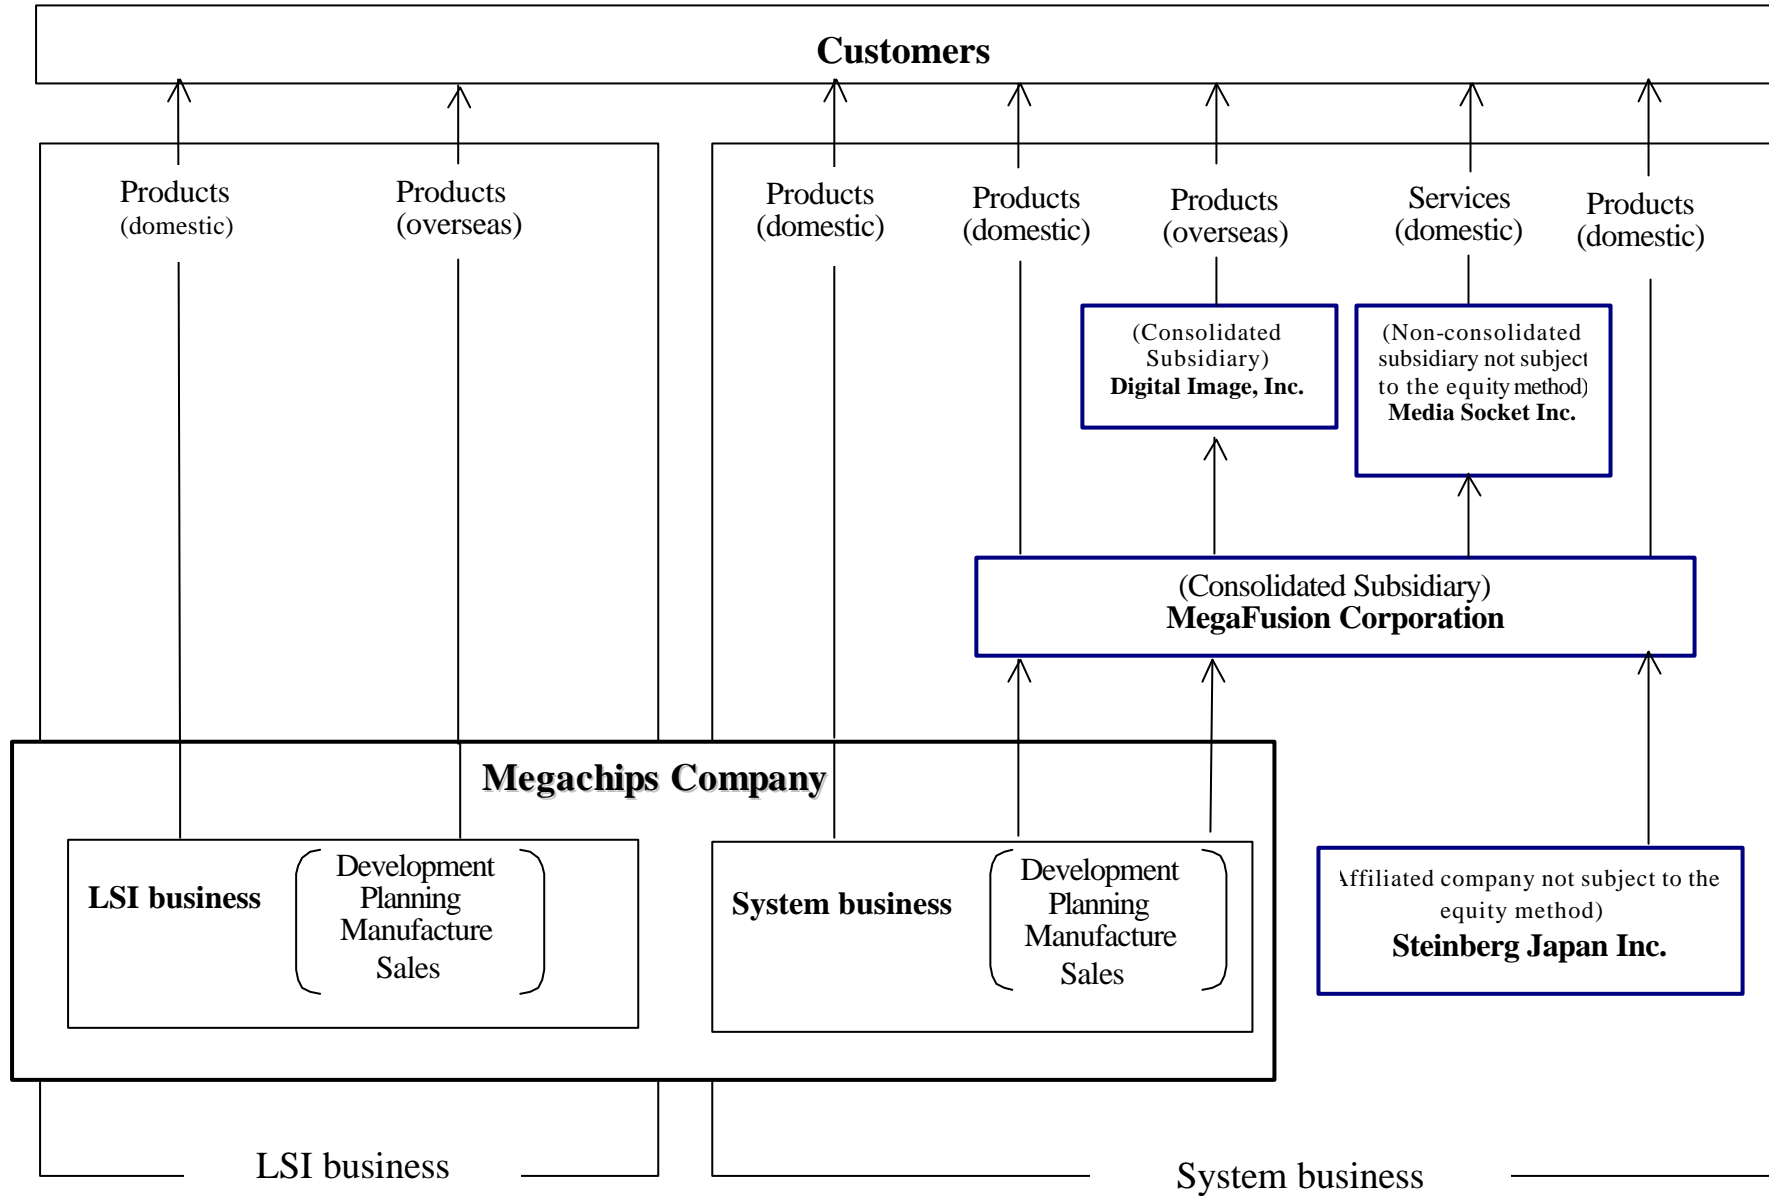 Customers
Products
(domestic)
Products
(overseas)
Products
(domestic)
Products
(domestic)
Products
(overseas)
Services
(domestic)
Products
(domestic)
(Consolidated
Subsidiary)
Digital Image, Inc.
(Non-consolidated
subsidiary not subject
to the equity method)
Media Socket Inc.
(Consolidated Subsidiary)
MegaFusion Corporation
Megachips Company
LSI business
Development
Planning
Manufacture
Sales
System business
Development
Planning
Manufacture
Sales
Affiliated company not subject to the
equity method)
Steinberg Japan Inc.
LSI business
System business